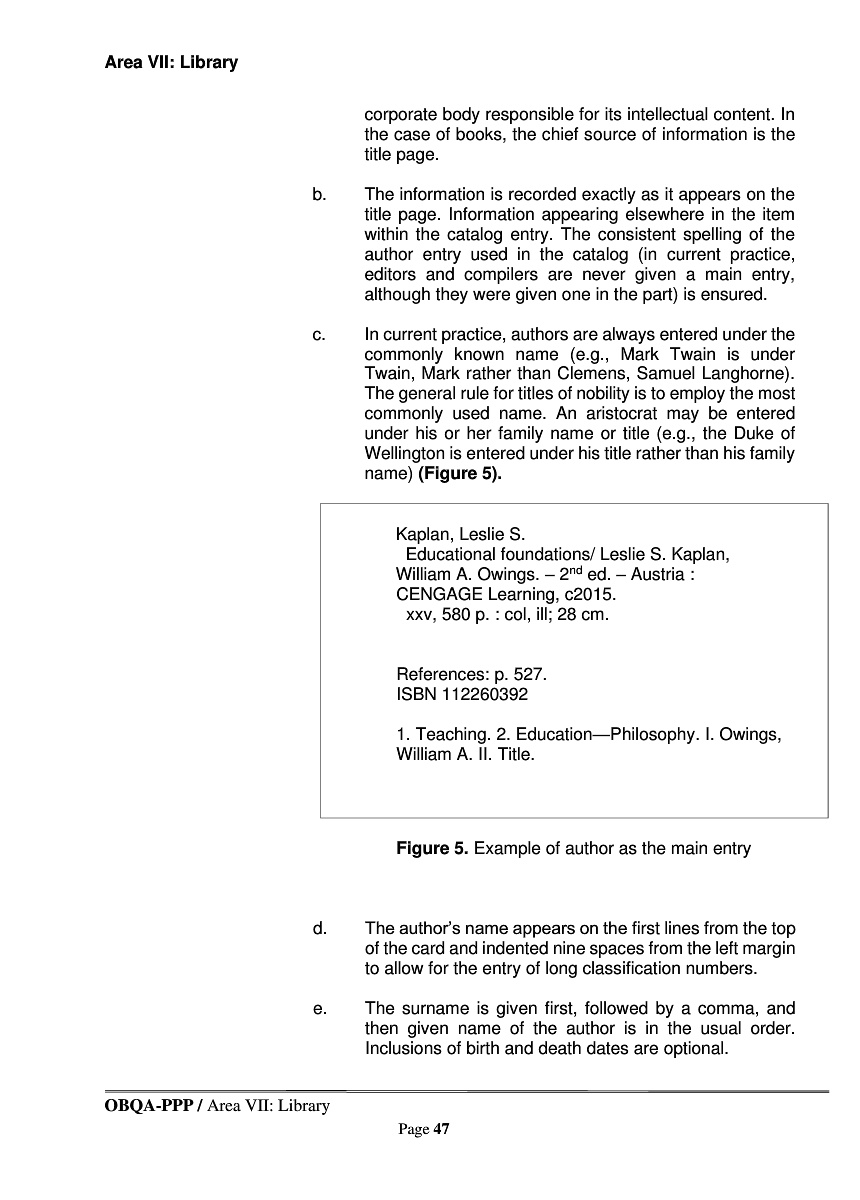 Area VII: Library
corporate body responsible for its intellectual content. In
the case of books, the chief source of information is the
title page.
b. The information is recorded exactly as it appears on the
title page. Information appearing elsewhere in the item
within the catalog entry. The consistent spelling of the
author entry used in the catalog (in current practice,
editors and compilers are never given a main entry,
although they were given one in the part) is ensured.
c. In current practice, authors are always entered under the
commonly known name (e.g., Mark Twain is under
Twain, Mark rather than Clemens, Samuel Langhorne).
The general rule for titles of nobility is to employ the most
commonly used name. An aristocrat may be entered
under his or her family name or title (e.g., the Duke of
Wellington is entered under his title rather than his family
name) (Figure 5).
Kaplan, Leslie S.
Educational foundations/ Leslie S. Kaplan,
William A. Owings. – 2nd ed. – Austria :
CENGAGE Learning, c2015.
xxv, 580 p. : col, ill; 28 cm.
References: p. 527.
ISBN 112260392
1. Teaching. 2. Education—Philosophy. I. Owings,
William A. II. Title.
Figure 5. Example of author as the main entry
d. The author’s name appears on the first lines from the top
of the card and indented nine spaces from the left margin
to allow for the entry of long classification numbers.
e. The surname is given first, followed by a comma, and
then given name of the author is in the usual order.
Inclusions of birth and death dates are optional.
OBQA-PPP / Area VII: Library
Page 47